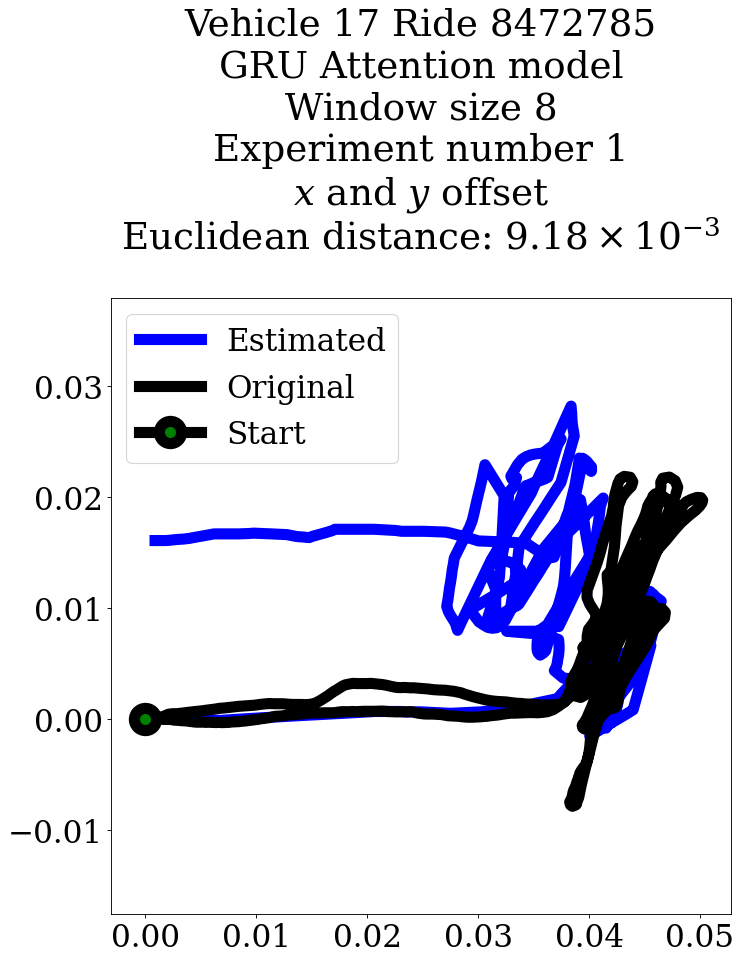 Vehicle 17 Ride 8472785
GRU Attention model
Window size 8
Experiment number 1
x and y offset
Euclidean distance: 9.18 × 10⁻³
Estimated
Original
Start
0.03
0.02
0.01
0.00
−0.01
0.00 0.01 0.02 0.03 0.04 0.05